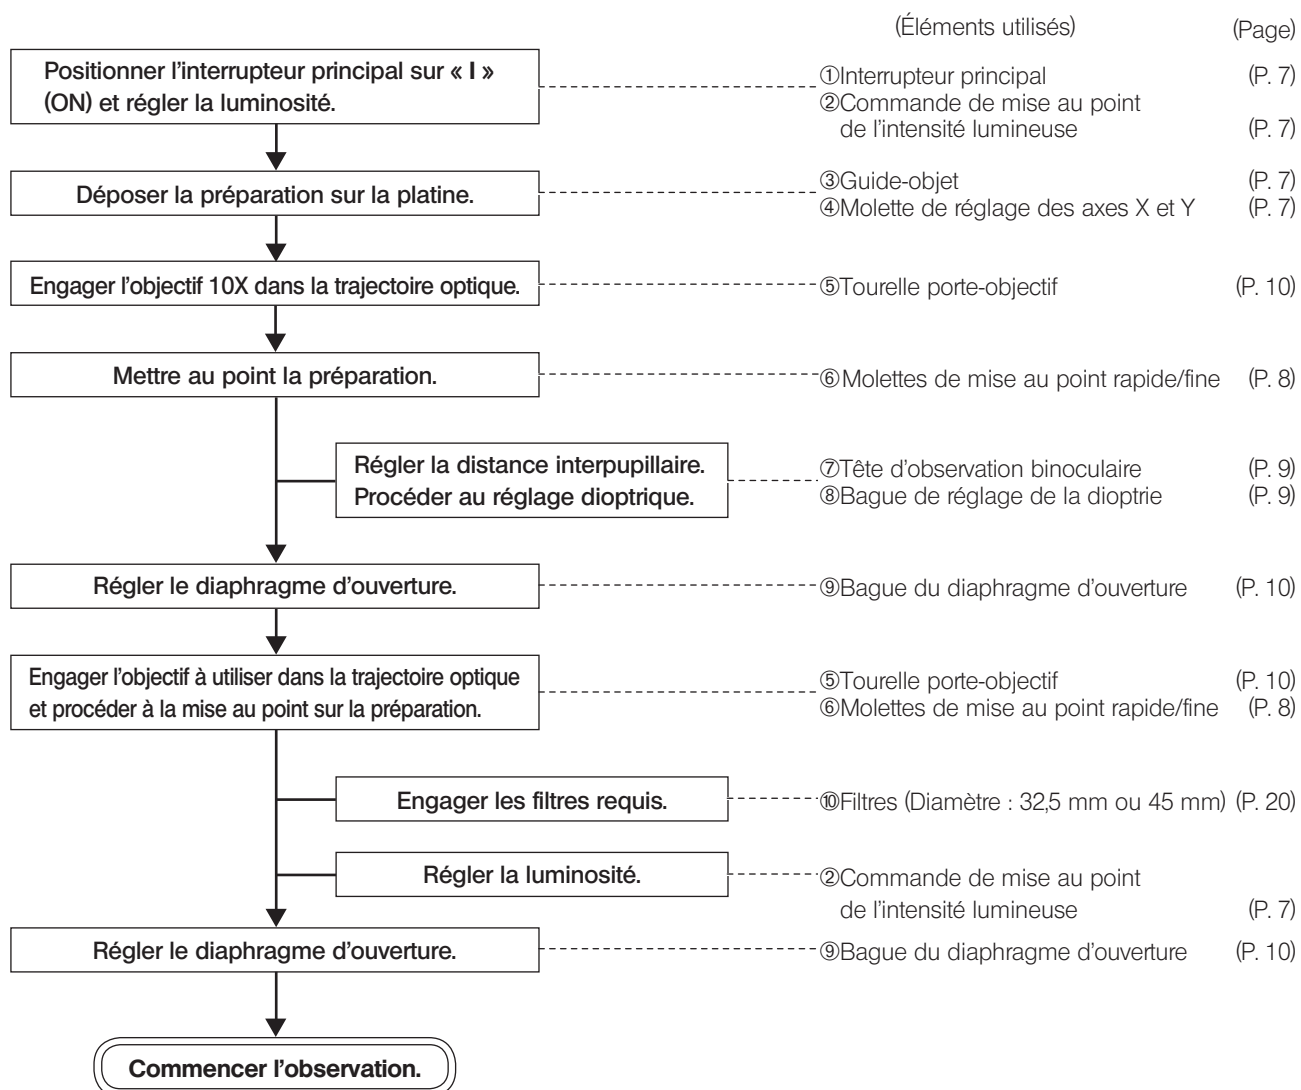 (Éléments utilisés) (Page)
Positionner l'interrupteur principal sur « I »
(ON) et régler la luminosité.
①Interrupteur principal (P. 7)
②Commande de mise au point
de l'intensité lumineuse (P. 7)
Déposer la préparation sur la platine.
③Guide-objet (P. 7)
④Molette de réglage des axes X et Y (P. 7)
Engager l'objectif 10X dans la trajectoire optique.
⑤Tourelle porte-objectif (P. 10)
Mettre au point la préparation.
⑥Molettes de mise au point rapide/fine (P. 8)
Régler la distance interpupillaire.
Procéder au réglage dioptrique.
⑦Tête d'observation binoculaire (P. 9)
⑧Bague de réglage de la dioptrie (P. 9)
Régler le diaphragme d'ouverture.
⑨Bague du diaphragme d'ouverture (P. 10)
Engager l'objectif à utiliser dans la trajectoire optique
et procéder à la mise au point sur la préparation.
⑤Tourelle porte-objectif (P. 10)
⑥Molettes de mise au point rapide/fine (P. 8)
Engager les filtres requis.
⑩Filtres (Diamètre : 32,5 mm ou 45 mm) (P. 20)
Régler la luminosité.
②Commande de mise au point
de l'intensité lumineuse (P. 7)
Régler le diaphragme d'ouverture.
⑨Bague du diaphragme d'ouverture (P. 10)
Commencer l'observation.